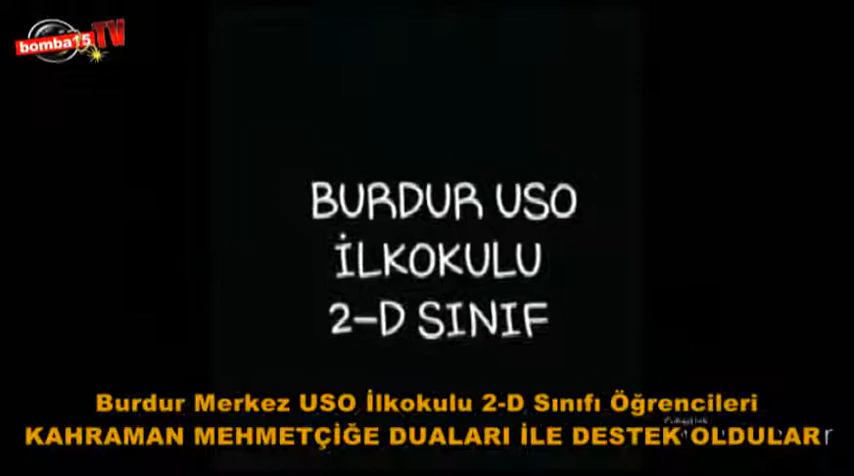 bomba15 TV
BURDUR USO
İLKOKULU
2-D SINIF
Burdur Merkez USO İlkokulu 2-D Sınıfı Öğrencileri
KAHRAMAN MEHMETÇİĞE DUALARI İLE DESTEK OLDULAR